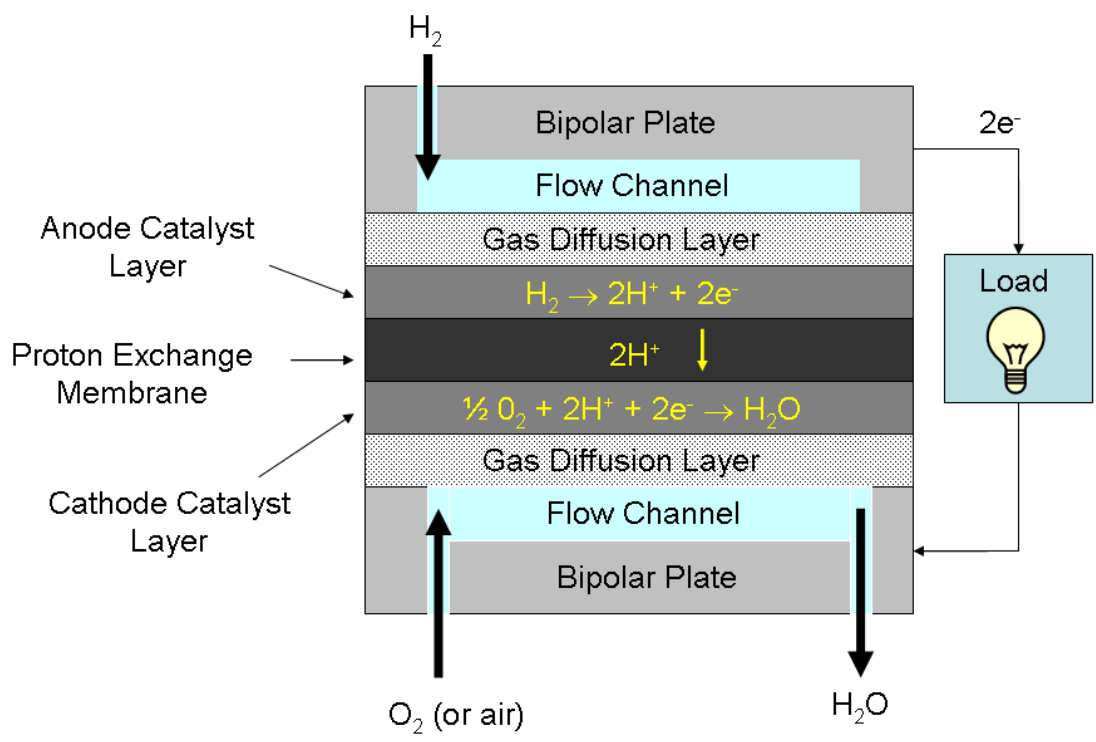 H₂
Bipolar Plate
2e⁻
Flow Channel
Anode Catalyst
Layer
Gas Diffusion Layer
H₂ → 2H⁺ + 2e⁻
Load
Proton Exchange
Membrane
2H⁺
½ 0₂ + 2H⁺ + 2e⁻ → H₂O
Gas Diffusion Layer
Cathode Catalyst
Layer
Flow Channel
Bipolar Plate
O₂ (or air)
H₂O